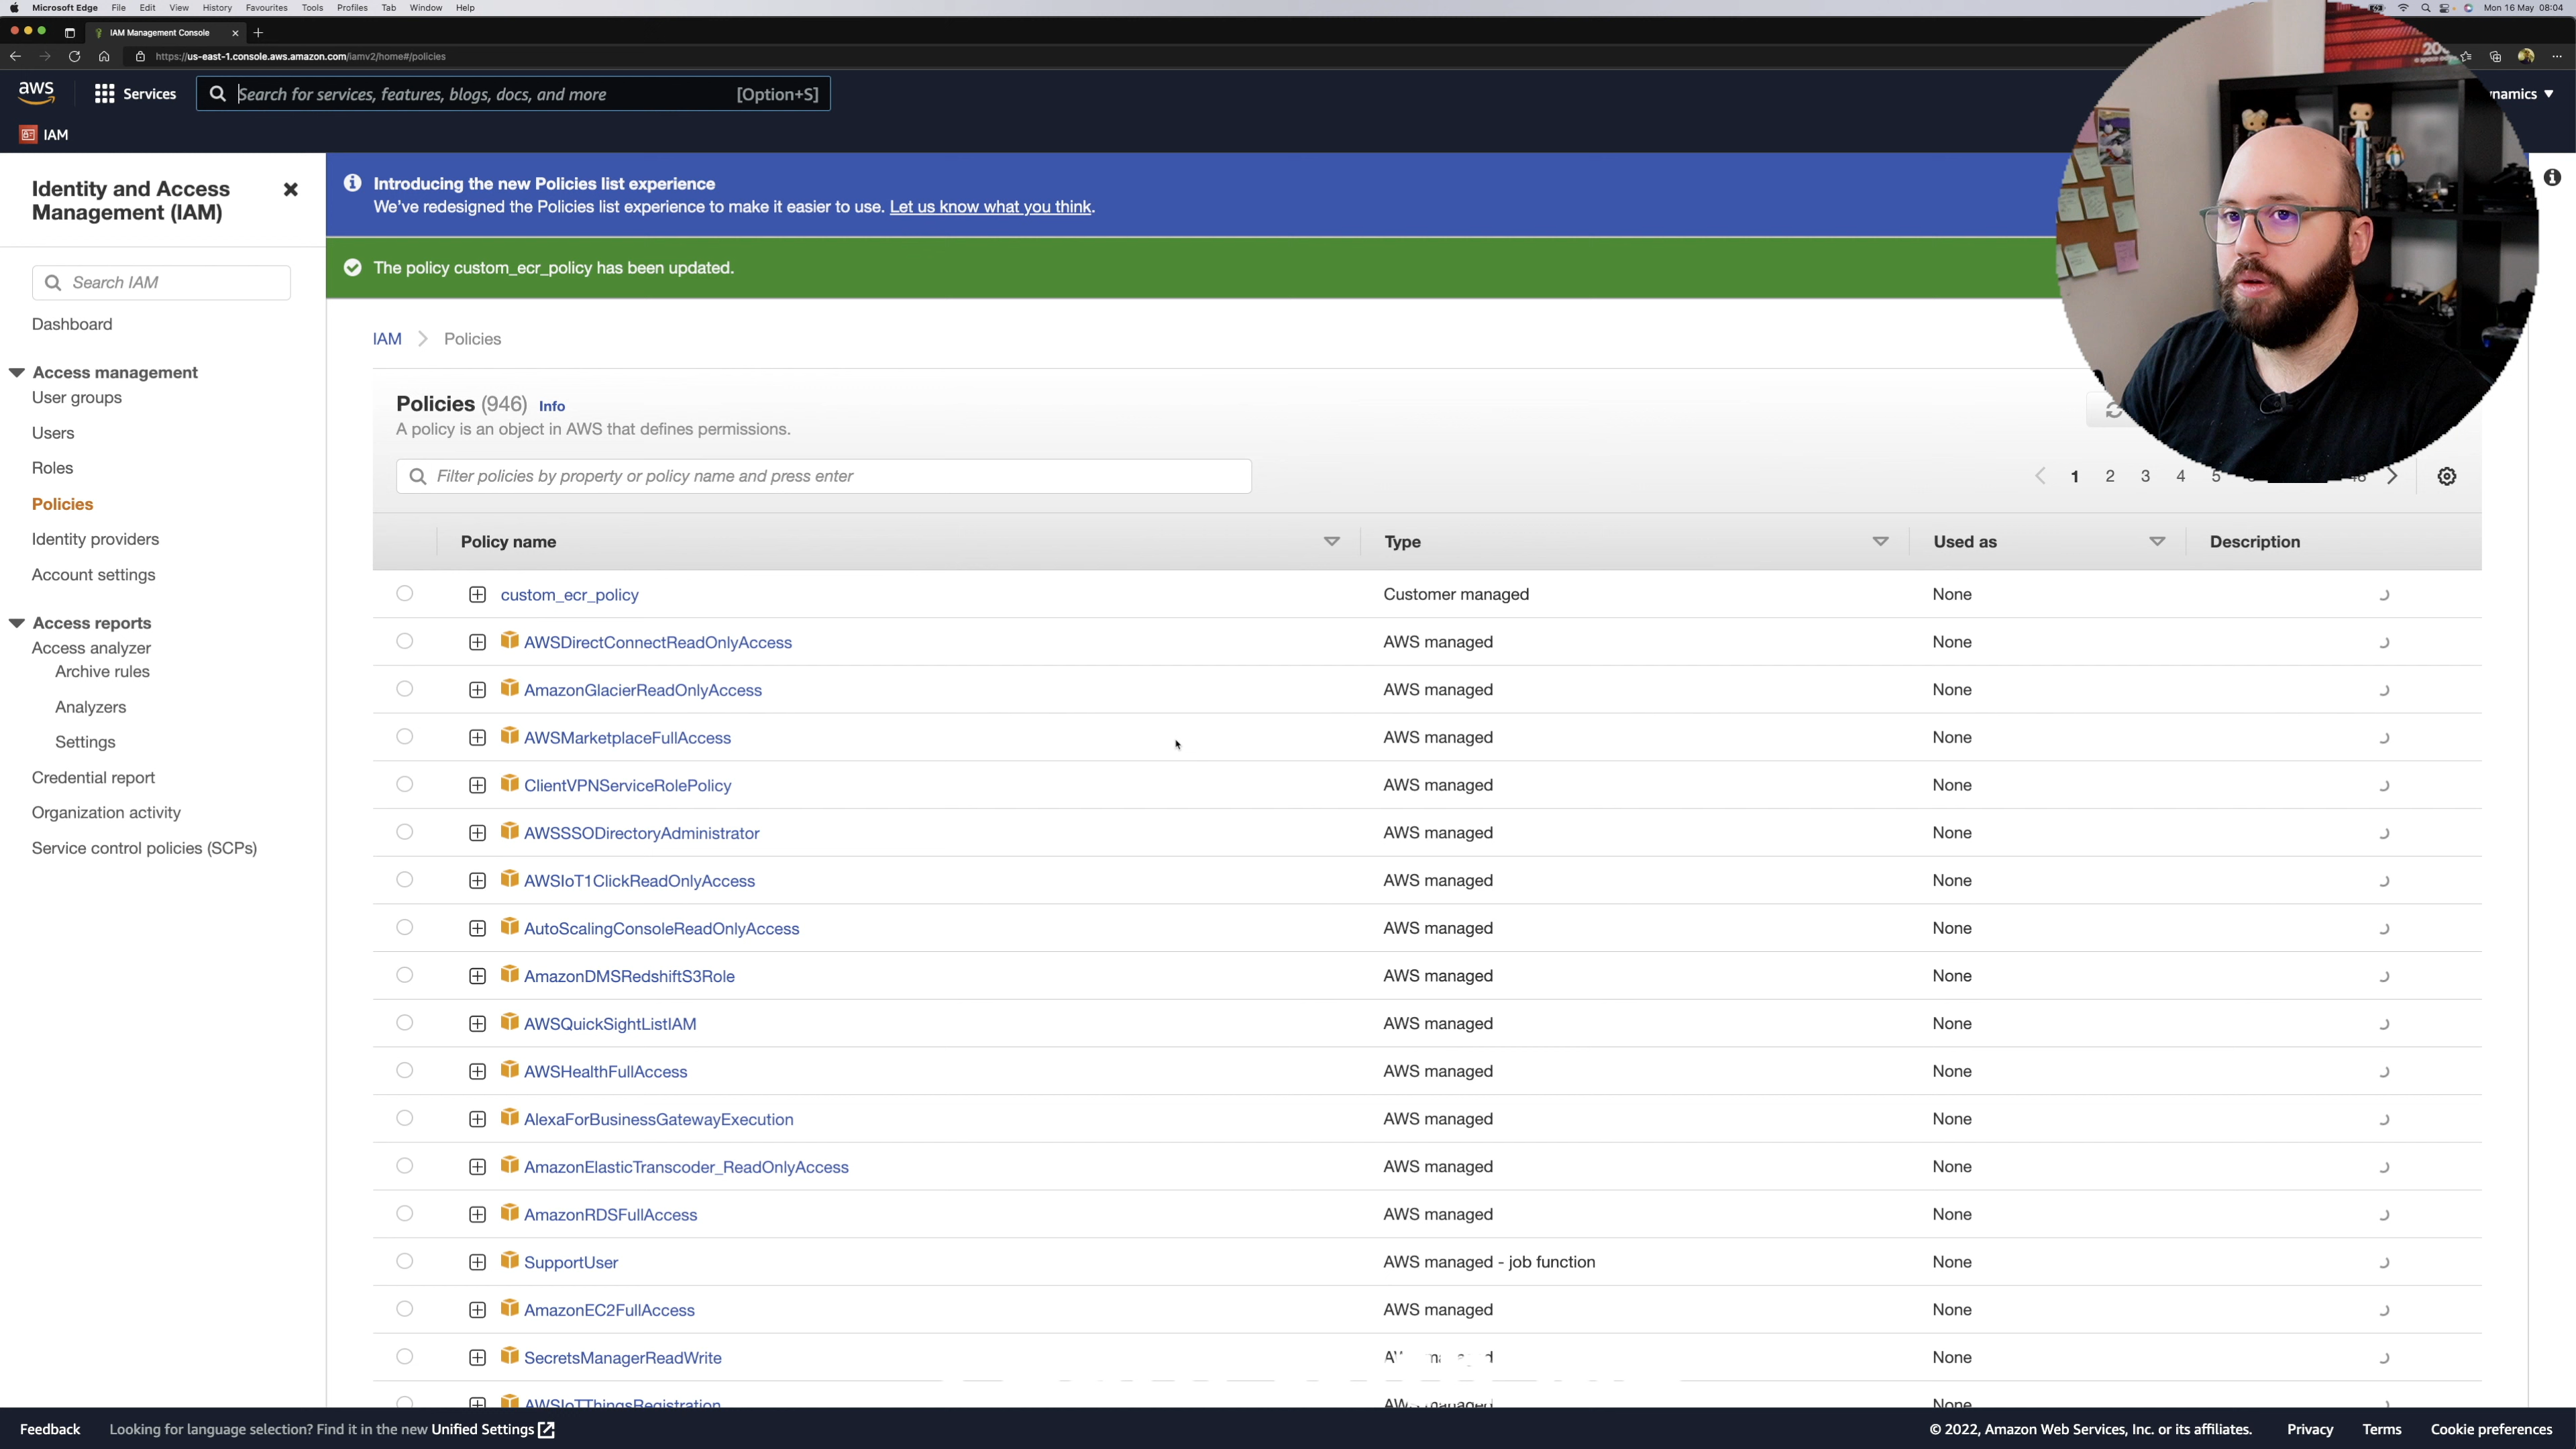 Microsoft Edge File Edit View History Favourites Tools Profiles Tab Window Help Mon 16 May 08:04
IAM Management Console
https://us-east-1.console.aws.amazon.com/iamv2/home#/policies
aws Services Search for services, features, blogs, docs, and more [Option+S]
IAM
Identity and Access
Management (IAM)
Search IAM
Dashboard
Access management
User groups
Users
Roles
Policies
Identity providers
Account settings
Access reports
Access analyzer
Archive rules
Analyzers
Settings
Credential report
Organization activity
Service control policies (SCPs)
Introducing the new Policies list experience
We've redesigned the Policies list experience to make it easier to use. Let us know what you think.
The policy custom_ecr_policy has been updated.
IAM Policies
Policies (946) Info
A policy is an object in AWS that defines permissions.
Filter policies by property or policy name and press enter
1 2 3 4 5
Policy name Type Used as Description
custom_ecr_policy Customer managed None
AWSDirectConnectReadOnlyAccess AWS managed None
AmazonGlacierReadOnlyAccess AWS managed None
AWSMarketplaceFullAccess AWS managed None
ClientVPNServiceRolePolicy AWS managed None
AWSSSODirectoryAdministrator AWS managed None
AWSIoT1ClickReadOnlyAccess AWS managed None
AutoScalingConsoleReadOnlyAccess AWS managed None
AmazonDMSRedshiftS3Role AWS managed None
AWSQuickSightListIAM AWS managed None
AWSHealthFullAccess AWS managed None
AlexaForBusinessGatewayExecution AWS managed None
AmazonElasticTranscoder_ReadOnlyAccess AWS managed None
AmazonRDSFullAccess AWS managed None
SupportUser AWS managed - job function None
AmazonEC2FullAccess AWS managed None
SecretsManagerReadWrite None
AWSIoTThingsRegistration None
Feedback Looking for language selection? Find it in the new Unified Settings © 2022, Amazon Web Services, Inc. or its affiliates. Privacy Terms Cookie preferences